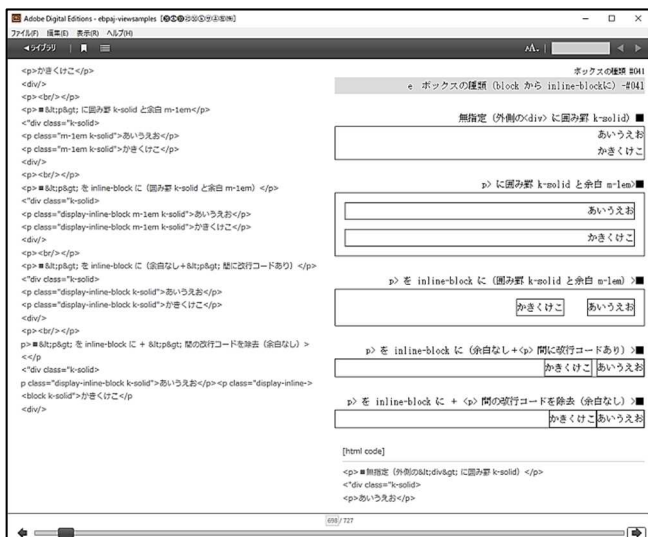 Adobe Digital Editions - ebpaj-viewsamples
ファイル(F) 編集(E) 表示(R) ヘルプ(H)
◀ライブラリ
AA.
ボックスの種類 #041
e ボックスの種類 (block から inline-blockに) -#041
無指定 (外側の<div> に囲み罫 k-solid) ■
あいうえお
かきくけこ
p> に囲み罫 k-solid と余白 m-1em>■
あいうえお
かきくけこ
p> を inline-block に (囲み罫 k-solid と余白 m-1em) >■
かきくけこ あいうえお
p> を inline-block に (余白なし+<p> 間に改行コードあり) >■
かきくけこ あいうえお
p> を inline-block に + <p> 間の改行コードを除去 (余白なし) >■
かきくけこ あいうえお
[html code]
<p>■無指定 (外側の&lt;div&gt; に囲み罫 k-solid) </p>
<"div class="k-solid>
<p>あいうえお</p>
<p>かきくけこ</p>
<div/>
<p><br/></p>
<p>■&lt;p&gt; に囲み罫 k-solid と余白 m-1em</p>
<"div class="k-solid>
<p class="m-1em k-solid">あいうえお</p>
<p class="m-1em k-solid">かきくけこ</p>
<div/>
<p><br/></p>
<p>■&lt;p&gt; を inline-block に (囲み罫 k-solid と余白 m-1em) </p>
<"div class="k-solid>
<p class="display-inline-block m-1em k-solid">あいうえお</p>
<p class="display-inline-block m-1em k-solid">かきくけこ</p>
<div/>
<p><br/></p>
<p>■&lt;p&gt; を inline-block に (余白なし+&lt;p&gt; 間に改行コードあり) </p>
<"div class="k-solid>
<p class="display-inline-block k-solid">あいうえお</p>
<p class="display-inline-block k-solid">かきくけこ</p>
<div/>
<p><br/></p>
p>■&lt;p&gt; を inline-block に + &lt;p&gt; 間の改行コードを除去 (余白なし) >
<</p
<"div class="k-solid>
p class="display-inline-block k-solid">あいうえお</p><p class="display-inline->
<block k-solid">かきくけこ</p
<div/>
698 / 727